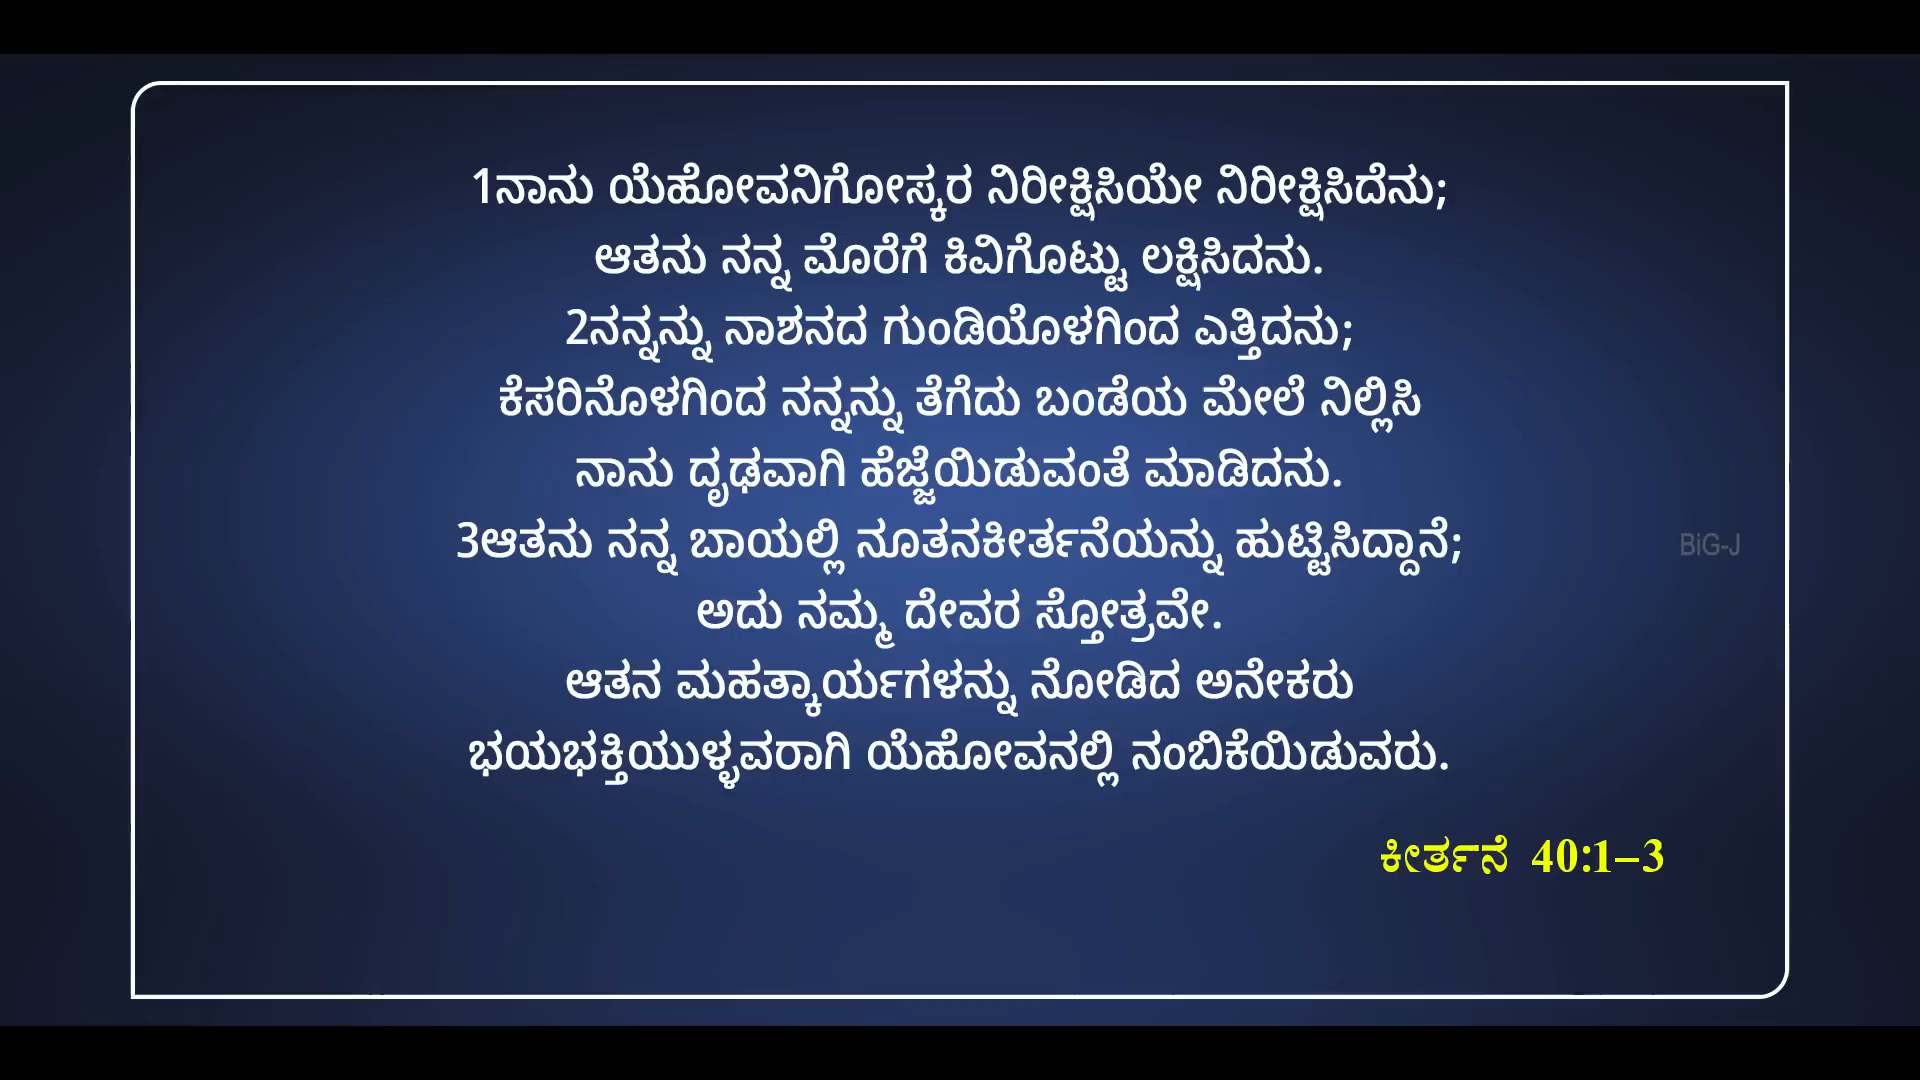 1ನಾನು ಯೆಹೋವನಿಗೋಸ್ಕರ ನಿರೀಕ್ಷಿಸಿಯೇ ನಿರೀಕ್ಷಿಸಿದೆನು;
ಆತನು ನನ್ನ ಮೊರೆಗೆ ಕಿವಿಗೊಟ್ಟು ಲಕ್ಷಿಸಿದನು.
2ನನ್ನನ್ನು ನಾಶನದ ಗುಂಡಿಯೊಳಗಿಂದ ಎತ್ತಿದನು;
ಕೆಸರಿನೊಳಗಿಂದ ನನ್ನನ್ನು ತೆಗೆದು ಬಂಡೆಯ ಮೇಲೆ ನಿಲ್ಲಿಸಿ
ನಾನು ದೃಢವಾಗಿ ಹೆಜ್ಜೆಯಿಡುವಂತೆ ಮಾಡಿದನು.
3ಆತನು ನನ್ನ ಬಾಯಲ್ಲಿ ನೂತನಕೀರ್ತನೆಯನ್ನು ಹುಟ್ಟಿಸಿದ್ದಾನೆ;
BiG-J
ಅದು ನಮ್ಮ ದೇವರ ಸ್ತೋತ್ರವೇ.
ಆತನ ಮಹತ್ಕಾರ್ಯಗಳನ್ನು ನೋಡಿದ ಅನೇಕರು
ಭಯಭಕ್ತಿಯುಳ್ಳವರಾಗಿ ಯೆಹೋವನಲ್ಲಿ ನಂಬಿಕೆಯಿಡುವರು.
ಕೀರ್ತನೆ 40:1-3